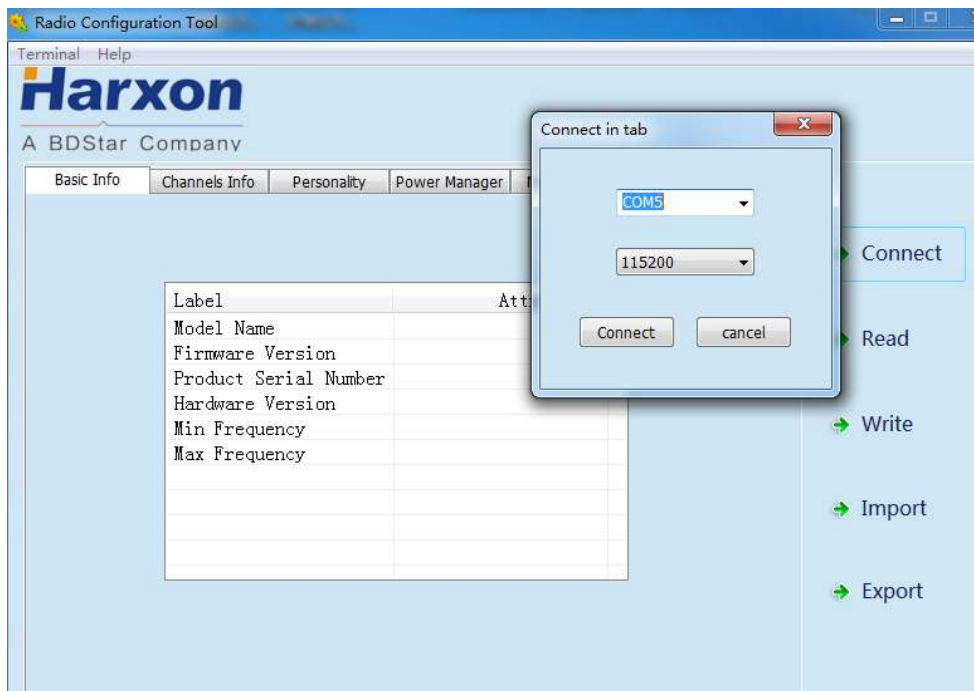 Radio Configuration Tool
Terminal Help
Harxon
A BDStar Company
Basic Info
Channels Info
Personality
Power Manager
Connect in tab
COM5
115200
Connect
cancel
Label
Model Name
Firmware Version
Product Serial Number
Hardware Version
Min Frequency
Max Frequency
Connect
Read
Write
Import
Export